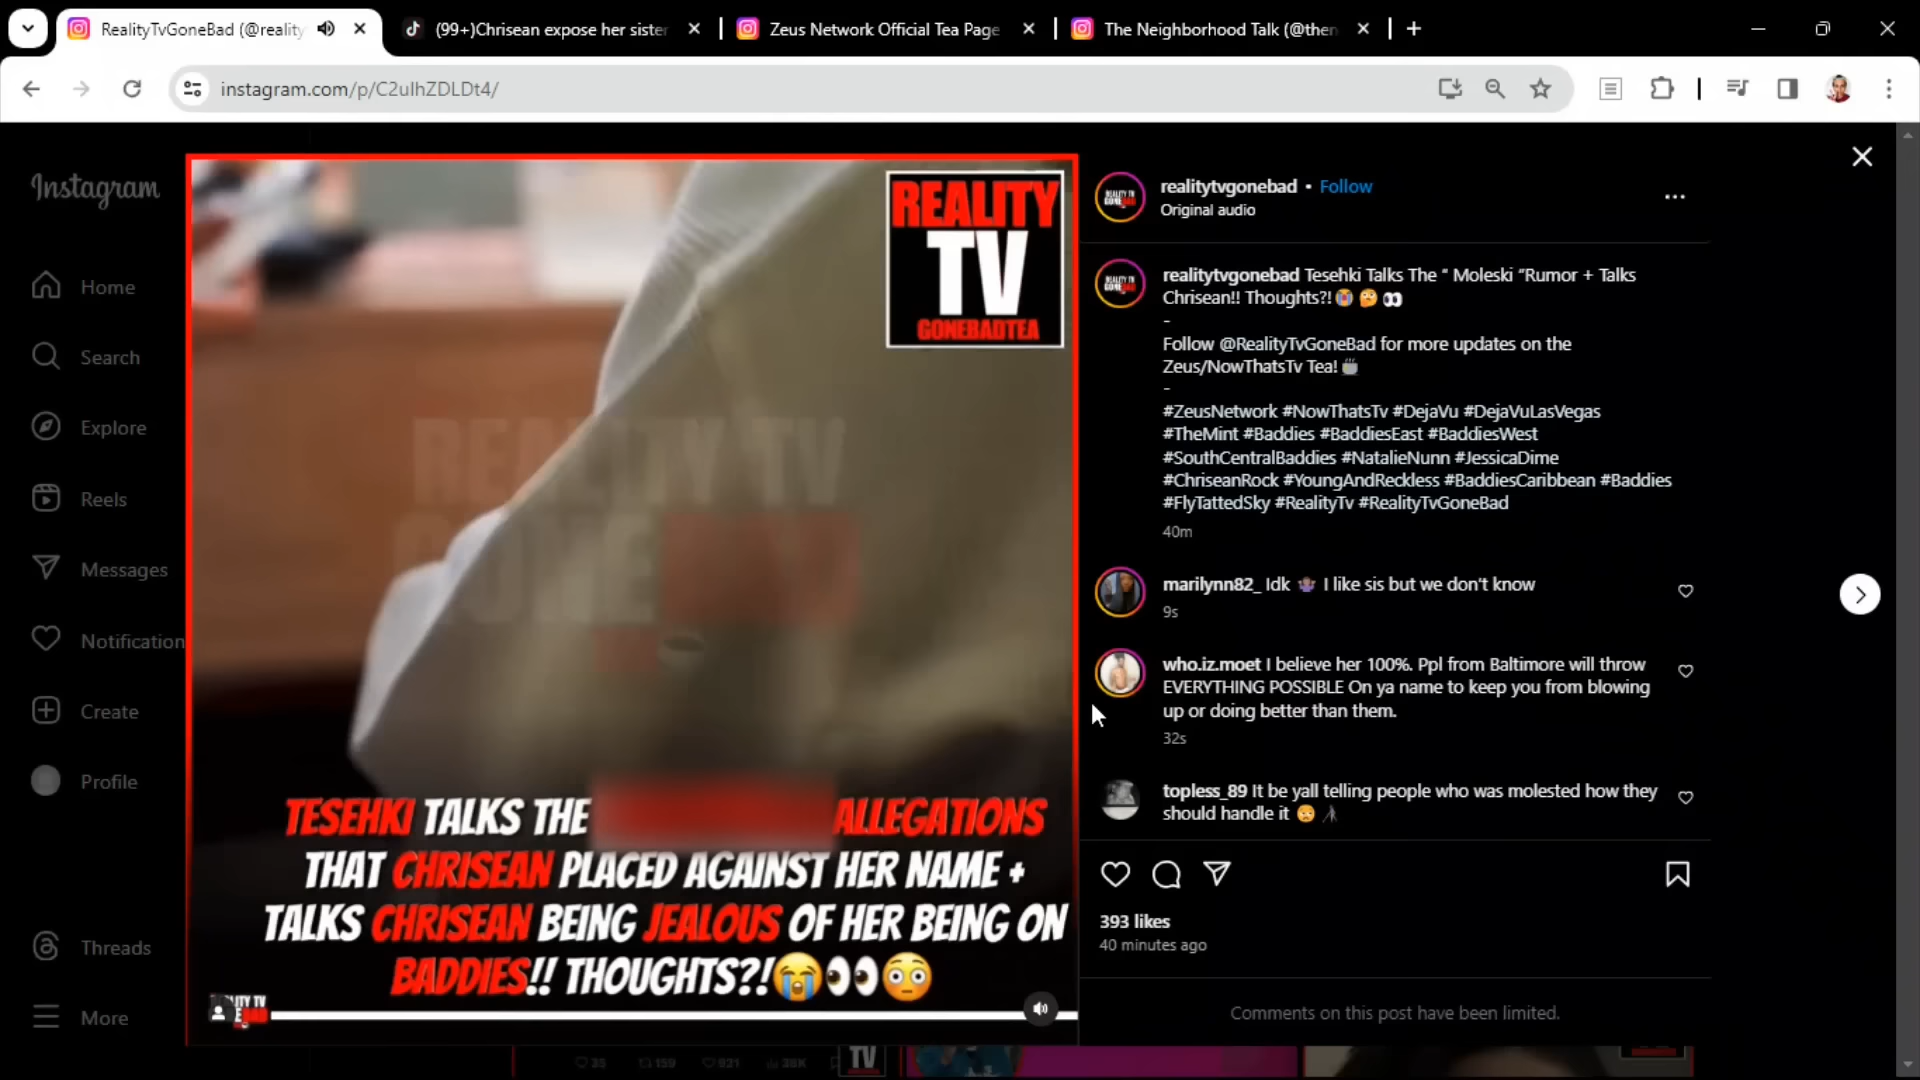 RealityTvGoneBad (@reality
(99+)Chrisean expose her sister
Zeus Network Official Tea Page
The Neighborhood Talk (@then
instagram.com/p/C2ulhZDLDt4/
Instagram
Home
Search
Explore
Reels
Messages
Notification
Create
Profile
Threads
More
REALITY
TV
GONEBADTEA
REALITY TV
GONE
TESEHKI TALKS THE ALLEGATIONS
THAT CHRISEAN PLACED AGAINST HER NAME +
TALKS CHRISEAN BEING JEALOUS OF HER BEING ON
BADDIES!! THOUGHTS?!😭👀😳
realitytvgonebad • Follow
Original audio
realitytvgonebad Tesehki Talks The “ Moleski “Rumor + Talks
Chrisean!! Thoughts?!😭🤔👀
-
Follow @RealityTvGoneBad for more updates on the
Zeus/NowThatsTv Tea!🍵
-
#ZeusNetwork #NowThatsTv #DejaVu #DejaVuLasVegas
#TheMint #Baddies #BaddiesEast #BaddiesWest
#SouthCentralBaddies #NatalieNunn #JessicaDime
#ChriseanRock #YoungAndReckless #BaddiesCaribbean #Baddies
#FlyTattedSky #RealityTv #RealityTvGoneBad
40m
marilynn82_ Idk 🤷🏽‍♀️ I like sis but we don't know
9s
who.iz.moet I believe her 100%. Ppl from Baltimore will throw
EVERYTHING POSSIBLE On ya name to keep you from blowing
up or doing better than them.
32s
topless_89 It be yall telling people who was molested how they
should handle it
393 likes
40 minutes ago
Comments on this post have been limited.
35 159 921 38K
TV